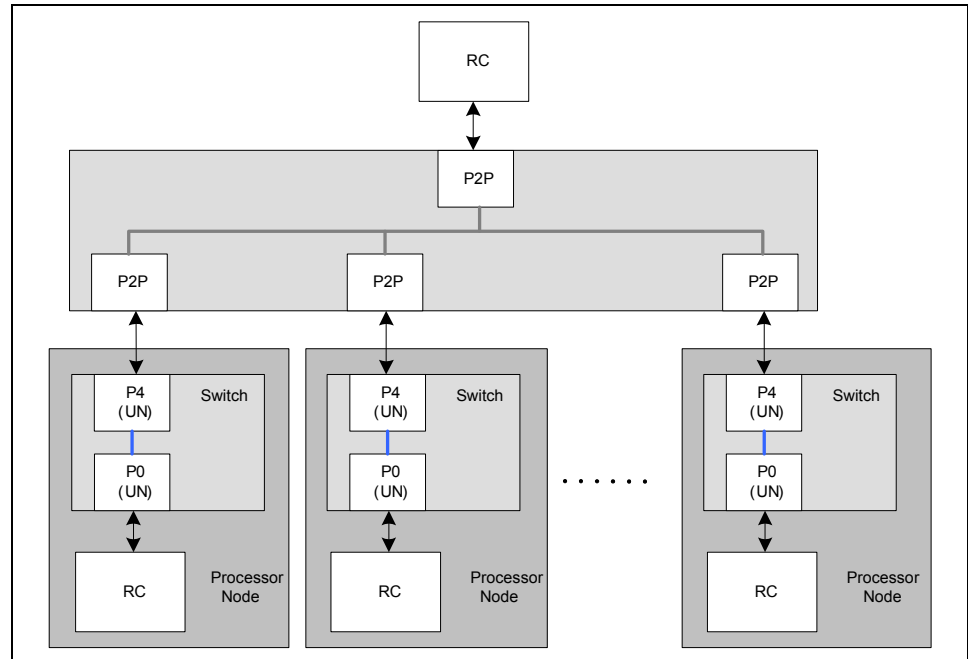 RC
P2P
P2P
P2P
P2P
P4
(UN)
Switch
P0
(UN)
RC
Processor
Node
P4
(UN)
Switch
P0
(UN)
RC
Processor
Node
......
P4
(UN)
Switch
P0
(UN)
RC
Processor
Node